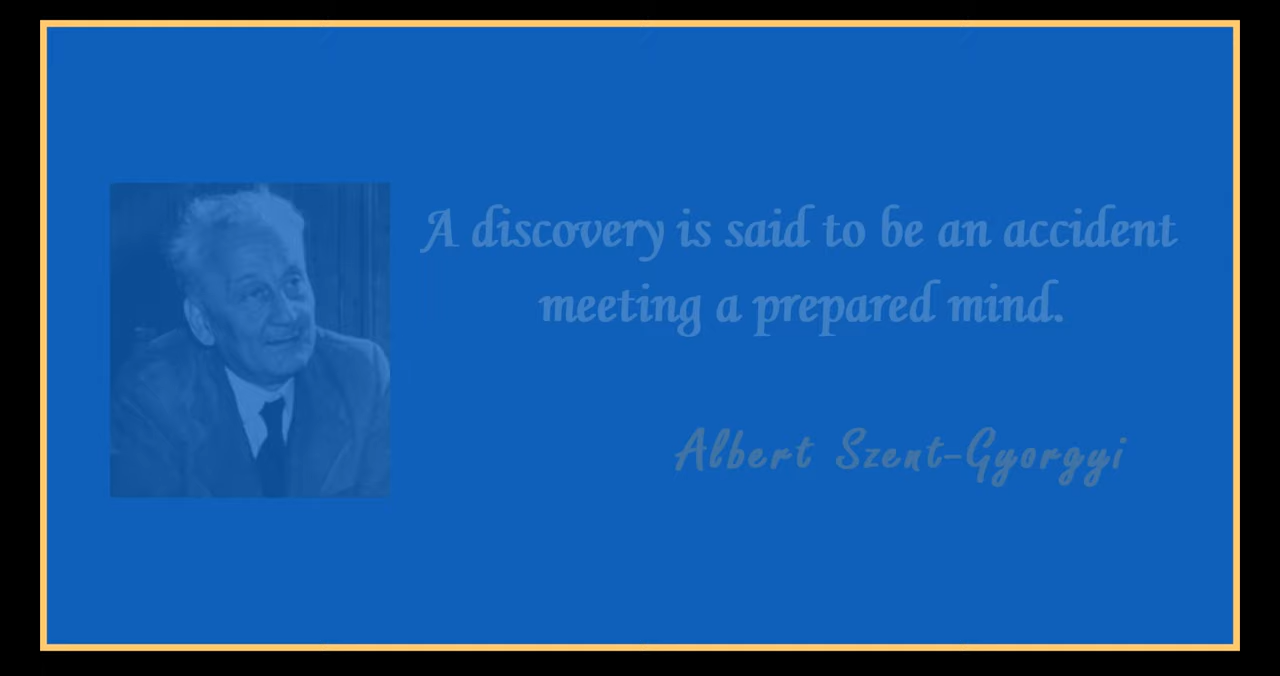 A discovery is said to be an accident
meeting a prepared mind.
Albert Szent-Gyorgyi